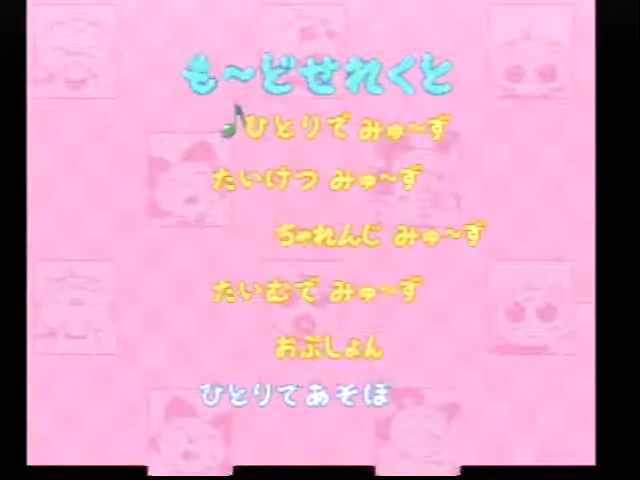 も～どせれくと
♪ひとりで みゅ～ず
たいけつ みゅ～ず
ちゃれんじ みゅ～ず
たいむで みゅ～ず
おぷしょん
ひとりであそぼ